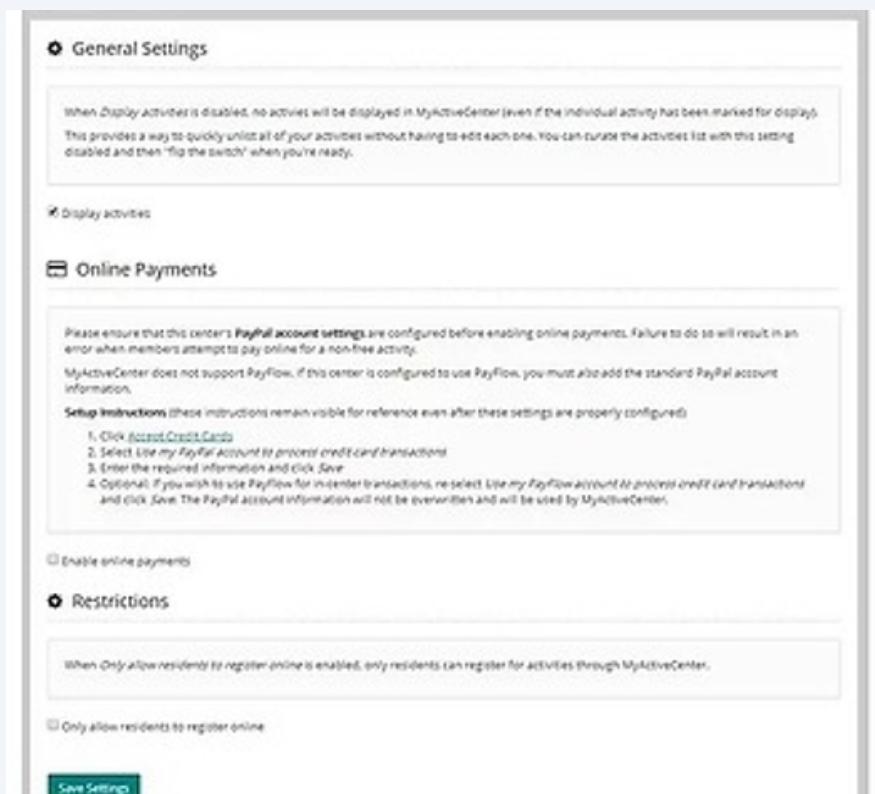 General Settings
When Display activities is disabled, no activies will be displayed in MyActiveCenter (even if the individual activity has been marked for display).
This provides a way to quickly unlist all of your activities without having to edit each one. You can curate the activities list with this setting
disabled and then "flip the switch" when you're ready.
Display activities
Online Payments
Please ensure that this center's PayPal account settings are configured before enabling online payments. Failure to do so will result in an
error when members attempt to pay online for a non-free activity.
MyActiveCenter does not support PayFlow. If this center is configured to use PayFlow, you must also add the standard PayPal account
information.
Setup Instructions (these instructions remain visible for reference even after these settings are properly configured)
1. Click Accept Credit Cards
2. Select Use my PayPal account to process credit card transactions
3. Enter the required information and click Save
4. Optional: If you wish to use Payflow for in-center transactions, re-select Use my Payflow account to process credit card transactions
and click Save. The PayPal account information will not be overwritten and will be used by MyActiveCenter.
Enable online payments
Restrictions
When Only allow residents to register online is enabled, only residents can register for activities through MyActiveCenter.
Only allow residents to register online
Save Settings